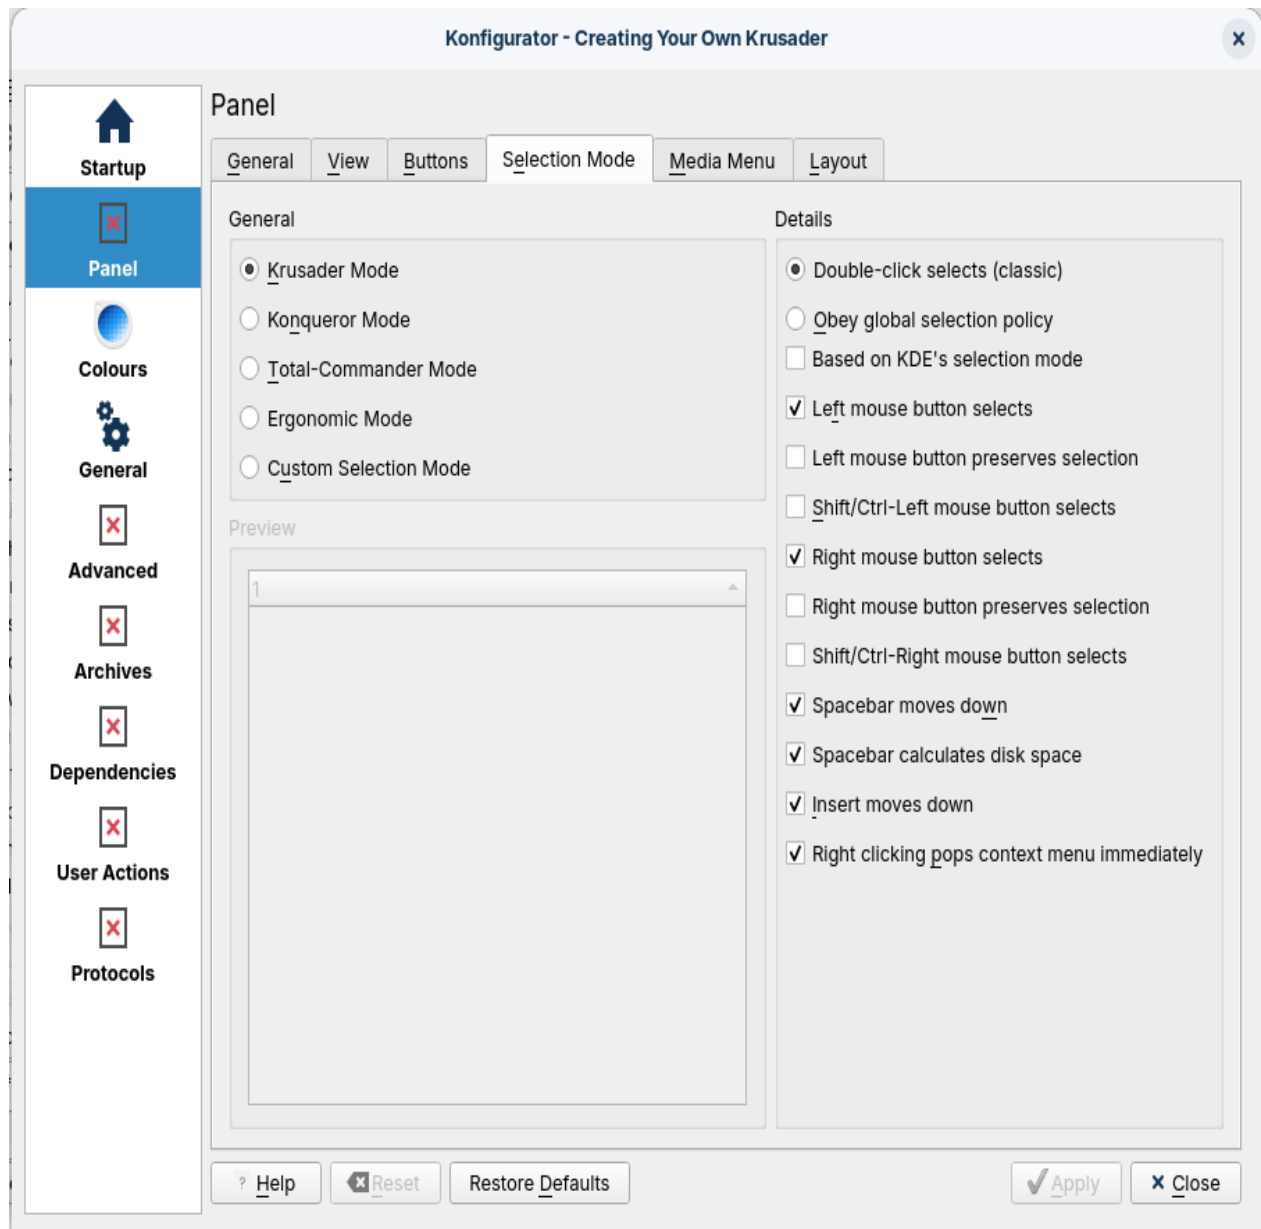 Konfigurator - Creating Your Own Krusader
Startup
Panel
Colours
General
Advanced
Archives
Dependencies
User Actions
Protocols
Panel
General View Buttons Selection Mode Media Menu Layout
General
Krusader Mode
Konqueror Mode
Total-Commander Mode
Ergonomic Mode
Custom Selection Mode
Preview
1
Details
Double-click selects (classic)
Obey global selection policy
Based on KDE's selection mode
Left mouse button selects
Left mouse button preserves selection
Shift/Ctrl-Left mouse button selects
Right mouse button selects
Right mouse button preserves selection
Shift/Ctrl-Right mouse button selects
Spacebar moves down
Spacebar calculates disk space
Insert moves down
Right clicking pops context menu immediately
? Help Reset Restore Defaults Apply Close